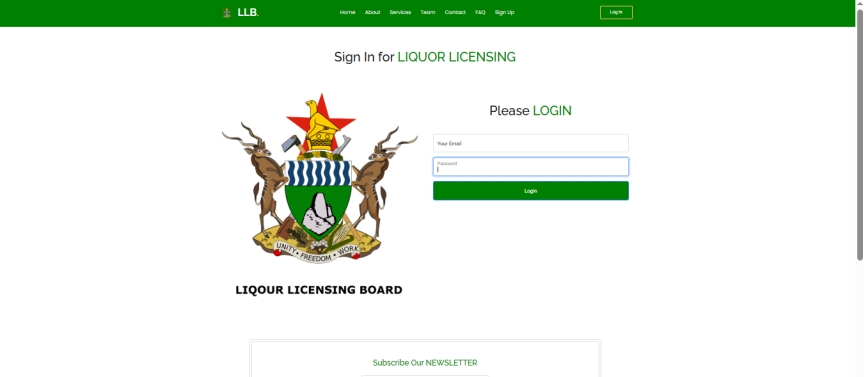 LLB.
Home About Services Team Contact FAQ Sign Up
Log In
Sign In for LIQUOR LICENSING
Please LOGIN
Your Email
Password
Login
UNITY • FREEDOM • WORK
LIQOUR LICENSING BOARD
Subscribe Our NEWSLETTER